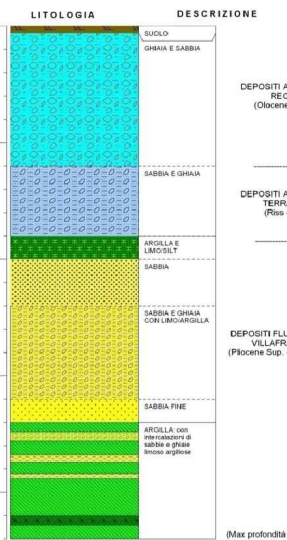 LITOLOGIA
DESCRIZIONE
SUOLO
GHIAIA E SABBIA
DEPOSITI A
REC
(Olocene
SABBIA E GHIAIA
DEPOSITI A
TERRA
(Riss
ARGILLA E
LIMO/SILT
SABBIA
SABBIA E GHIAIA
CON LIMO/ARGILLA
DEPOSITI FLU
VILLAFRA
(Pliocene Sup.
SABBIA FINE
ARGILLA con
intercalazioni di
sabbie e ghiaie
limoso argillose
(Max profondità